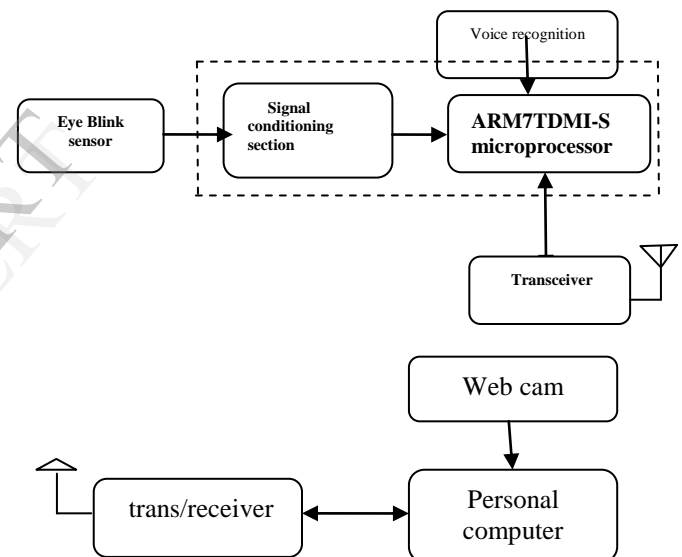 Voice recognition
Eye Blink
sensor
Signal
conditioning
section
ARM7TDMI-S
microprocessor
Transceiver
Web cam
trans/receiver
Personal
computer